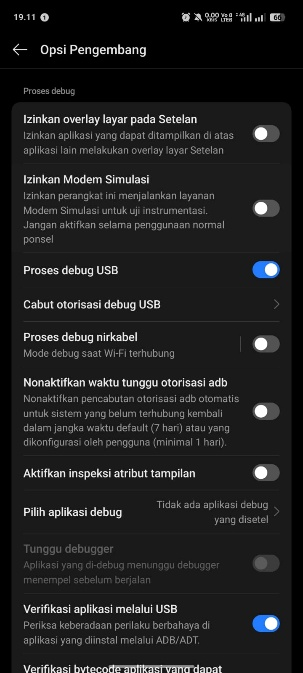 19.11
0,00 KB/S Vo LTE 4G 66
Opsi Pengembang
Proses debug
Izinkan overlay layar pada Setelan
Izinkan aplikasi yang dapat ditampilkan di atas
aplikasi lain melakukan overlay layar Setelan
Izinkan Modem Simulasi
Izinkan perangkat ini menjalankan layanan
Modem Simulasi untuk uji instrumentasi.
Jangan aktifkan selama penggunaan normal
ponsel
Proses debug USB
Cabut otorisasi debug USB
Proses debug nirkabel
Mode debug saat Wi-Fi terhubung
Nonaktifkan waktu tunggu otorisasi adb
Nonaktifkan pencabutan otorisasi adb otomatis
untuk sistem yang belum terhubung kembali
dalam jangka waktu default (7 hari) atau yang
dikonfigurasi oleh pengguna (minimal 1 hari).
Aktifkan inspeksi atribut tampilan
Pilih aplikasi debug
Tidak ada aplikasi debug
yang disetel
Tunggu debugger
Aplikasi yang di-debug menunggu debugger
menempel sebelum berjalan
Verifikasi aplikasi melalui USB
Periksa keberadaan perilaku berbahaya di
aplikasi yang diinstal melalui ADB/ADT.
Verifikasi bytecode aplikasi yang dapat